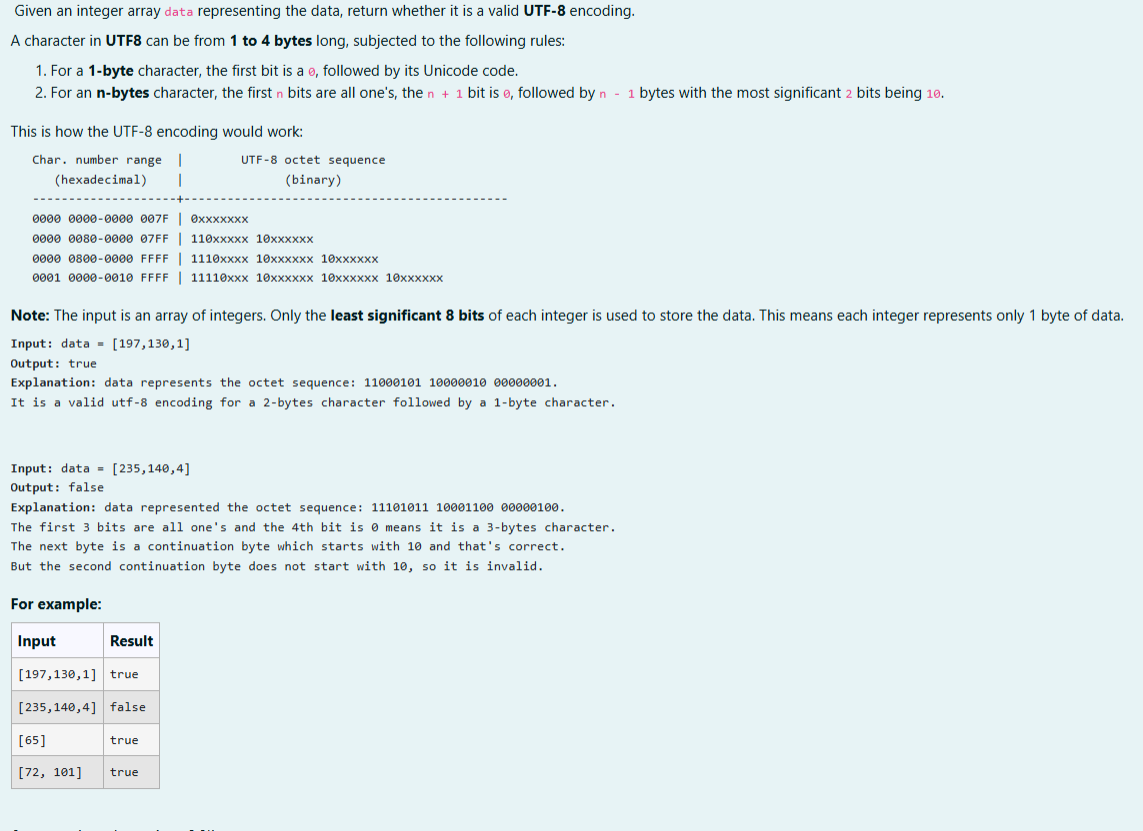 Given an integer array data representing the data, return whether it is a valid UTF-8 encoding.
A character in UTF8 can be from 1 to 4 bytes long, subjected to the following rules:
1. For a 1-byte character, the first bit is a 0, followed by its Unicode code.
2. For an n-bytes character, the first n bits are all one's, the n + 1 bit is 0, followed by n - 1 bytes with the most significant 2 bits being 10.
This is how the UTF-8 encoding would work:
Char. number range | UTF-8 octet sequence
(hexadecimal) | (binary)
--------------------+---------------------------------------------
0000 0000-0000 007F | 0xxxxxxx
0000 0080-0000 07FF | 110xxxxx 10xxxxxx
0000 0800-0000 FFFF | 1110xxxx 10xxxxxx 10xxxxxx
0001 0000-0010 FFFF | 11110xxx 10xxxxxx 10xxxxxx 10xxxxxx
Note: The input is an array of integers. Only the least significant 8 bits of each integer is used to store the data. This means each integer represents only 1 byte of data.
Input: data = [197,130,1]
Output: true
Explanation: data represents the octet sequence: 11000101 10000010 00000001.
It is a valid utf-8 encoding for a 2-bytes character followed by a 1-byte character.
Input: data = [235,140,4]
Output: false
Explanation: data represented the octet sequence: 11101011 10001100 00000100.
The first 3 bits are all one's and the 4th bit is 0 means it is a 3-bytes character.
The next byte is a continuation byte which starts with 10 and that's correct.
But the second continuation byte does not start with 10, so it is invalid.
For example:
Input Result
[197,130,1] true
[235,140,4] false
[65] true
[72, 101] true